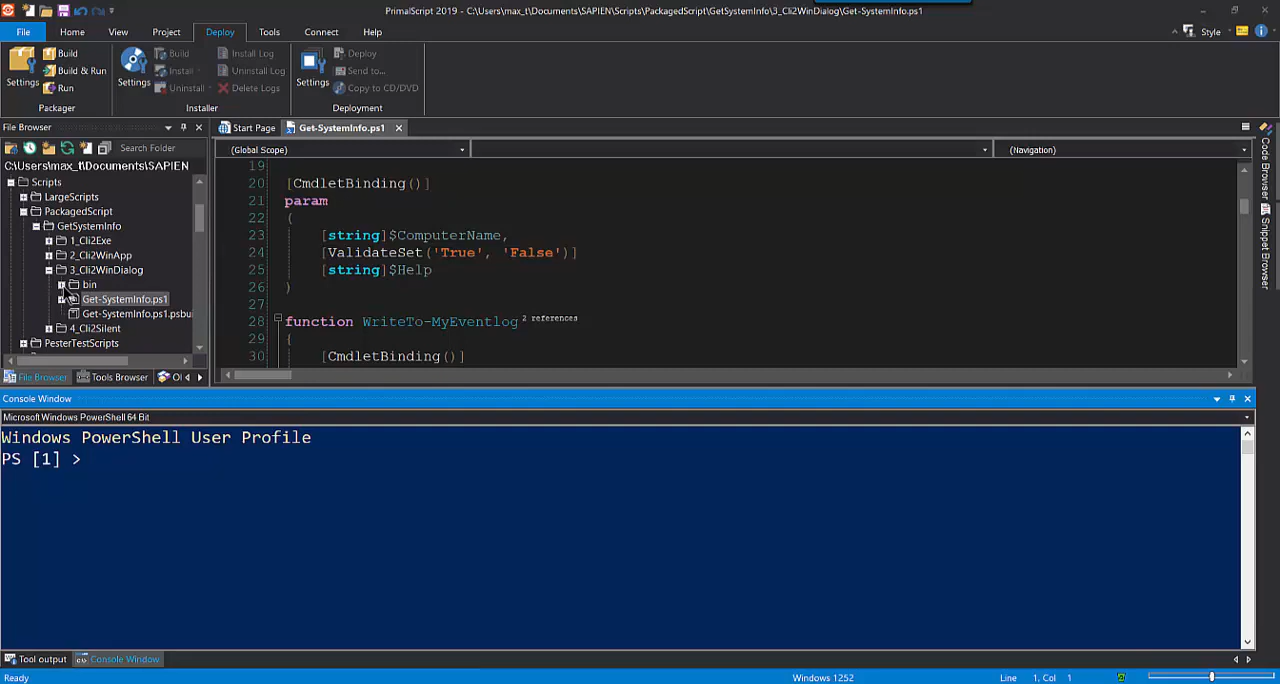 PrimalScript 2019 - C:\Users\max_t\Documents\SAPIEN\Scripts\PackagedScript\GetSystemInfo\3_Cli2WinDialog\Get-SystemInfo.ps1
File Home View Project Deploy Tools Connect Help Style
Settings
Build
Build & Run
Run
Packager
Settings
Build
Install
Uninstall
Install Log
Uninstall Log
Delete Logs
Installer
Settings
Deploy
Send to...
Copy to CD/DVD
Deployment
File Browser
Search Folder
C:\Users\max_t\Documents\SAPIEN
Scripts
LargeScripts
PackagedScript
GetSystemInfo
1_Cli2Exe
2_Cli2WinApp
3_Cli2WinDialog
bin
Get-SystemInfo.ps1
Get-SystemInfo.ps1.psbu
4_Cli2Silent
PesterTestScripts
File Browser Tools Browser Ol
Start Page Get-SystemInfo.ps1
(Global Scope) (Navigation)
19
20 [CmdletBinding()]
21 param
22 (
23 [string]$ComputerName,
24 [ValidateSet('True', 'False')]
25 [string]$Help
26 )
27
28 function WriteTo-MyEventlog 2 references
29 {
30 [CmdletBinding()]
Code Browser
Snippet Browser
Console Window
Microsoft Windows PowerShell 64 Bit
Windows PowerShell User Profile
PS [1] >
Tool output Console Window
Ready Windows 1252 Line 1, Col 1